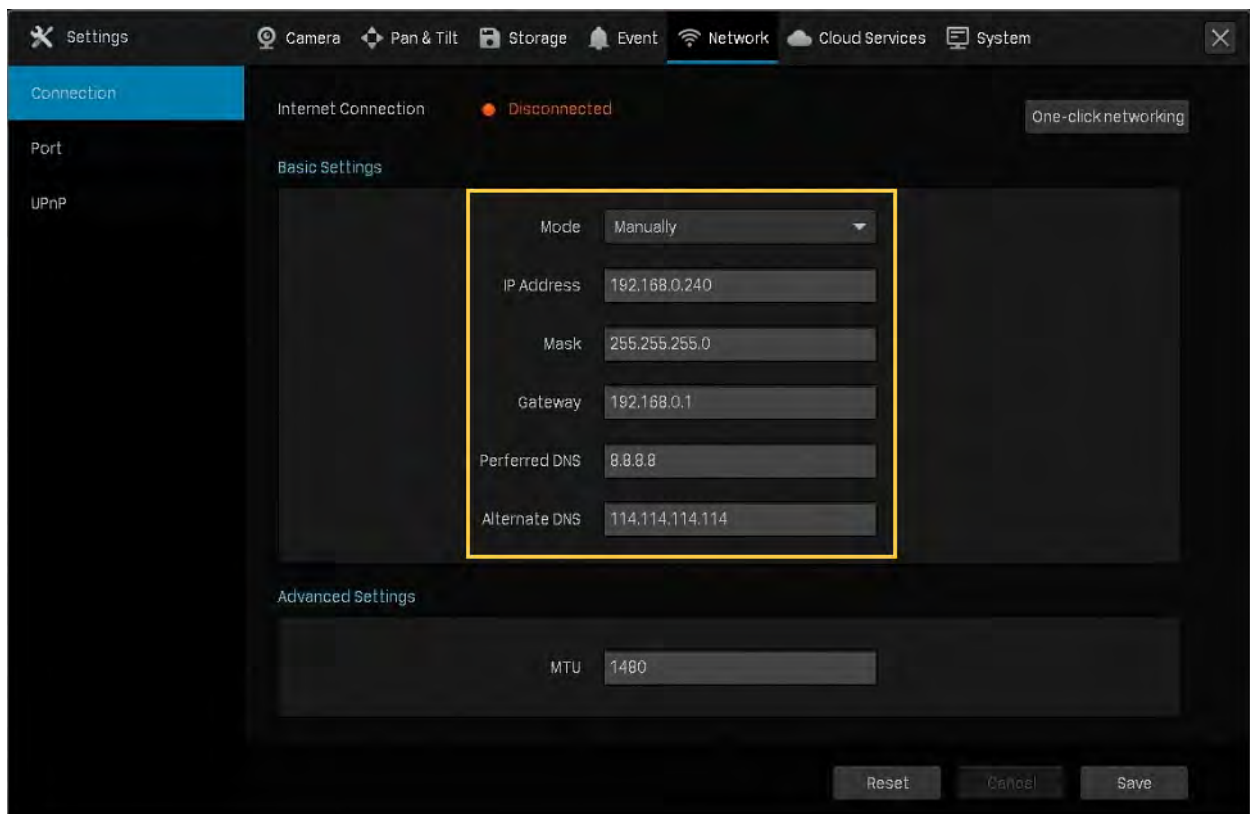 Settings
Camera
Pan & Tilt
Storage
Event
Network
Cloud Services
System
Connection
Port
UPnP
Internet Connection
Disconnected
One-click networking
Basic Settings
Mode
Manually
IP Address
192.168.0.240
Mask
255.255.255.0
Gateway
192.168.0.1
Perferred DNS
8.8.8.8
Alternate DNS
114.114.114.114
Advanced Settings
MTU
1480
Reset
Cancel
Save